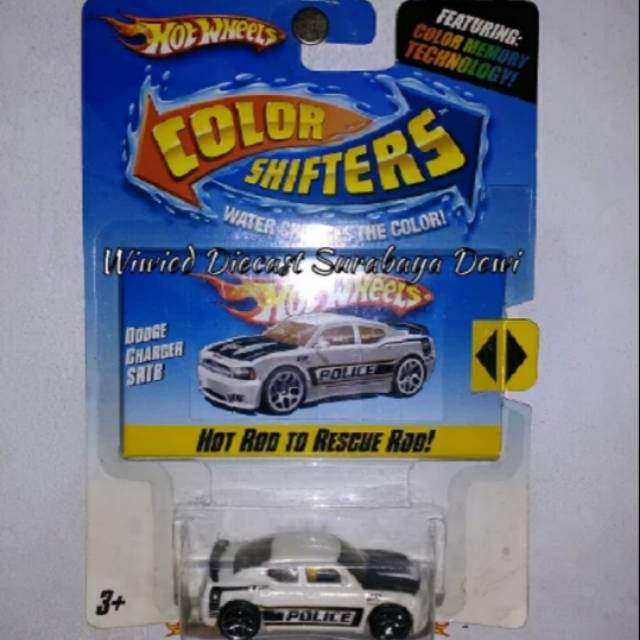 HOT WHEELS
FEATURING:
COLOR MEMORY
TECHNOLOGY!
COLOR
SHIFTERS
WATER CHANGES THE COLOR!
Wiwied Diecast Surabaya Dewi
HOT WHEELS
DODGE
CHARGER
SRT8
POLICE
HOT ROD TO RESCUE ROD!
3+
POLICE